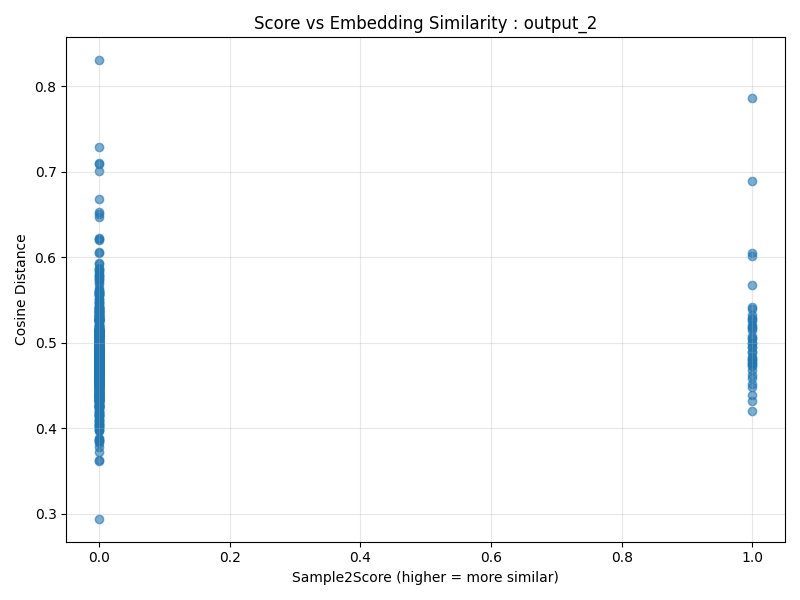 Score vs Embedding Similarity : output_2
Cosine Distance
0.8
0.7
0.6
0.5
0.4
0.3
0.0 0.2 0.4 0.6 0.8 1.0
Sample2Score (higher = more similar)